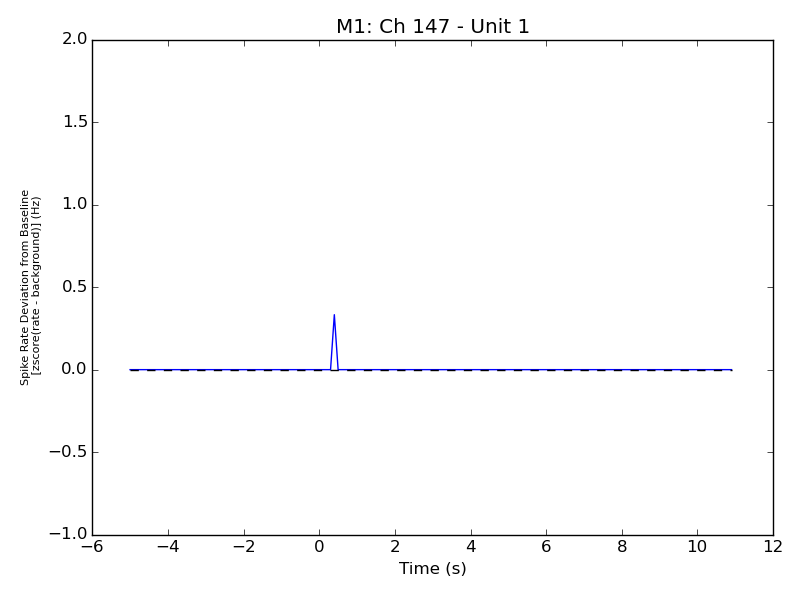 M1: Ch 147 - Unit 1
2.0
1.5
1.0
0.5
0.0
−0.5
−1.0
Spike Rate Deviation from Baseline
[zscore(rate - background)] (Hz)
−6 −4 −2 0 2 4 6 8 10 12
Time (s)